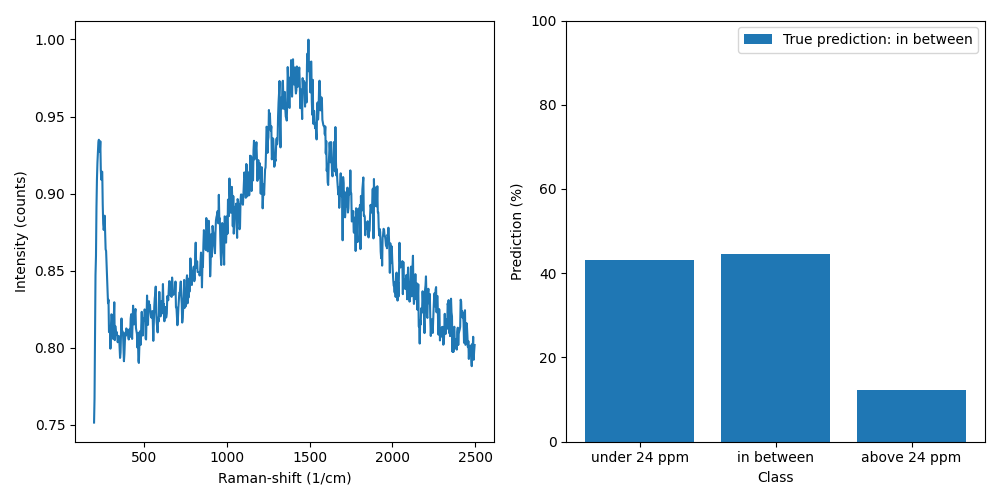 Intensity (counts)
1.00
0.95
0.90
0.85
0.80
0.75
500 1000 1500 2000 2500
Raman-shift (1/cm)
Prediction (%)
100
80
60
40
20
0
True prediction: in between
under 24 ppm in between above 24 ppm
Class